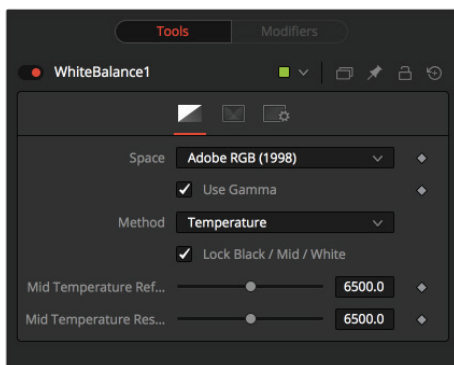 Tools
Modifiers
WhiteBalance1
Space
Adobe RGB (1998)
Use Gamma
Method
Temperature
Lock Black / Mid / White
Mid Temperature Ref...
6500.0
Mid Temperature Res...
6500.0